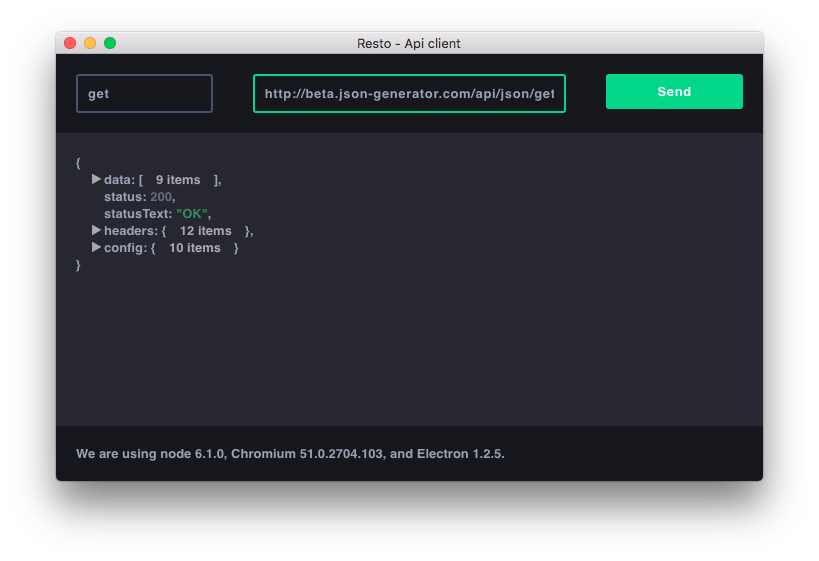 Resto - Api client
get
http://beta.json-generator.com/api/json/get
Send
{
data: [ 9 items ],
status: 200,
statusText: "OK",
headers: { 12 items },
config: { 10 items }
}
We are using node 6.1.0, Chromium 51.0.2704.103, and Electron 1.2.5.